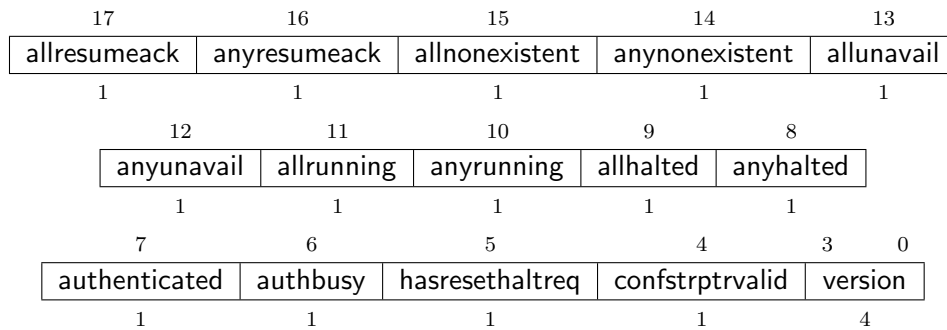 17 16 15 14 13
allresumeack anyresumeack allnonexistent anynonexistent allunavail
1 1 1 1 1
12 11 10 9 8
anyunavail allrunning anyrunning allhalted anyhalted
1 1 1 1 1
7 6 5 4 3 0
authenticated authbusy hasresethaltreq confstrptrvalid version
1 1 1 1 4